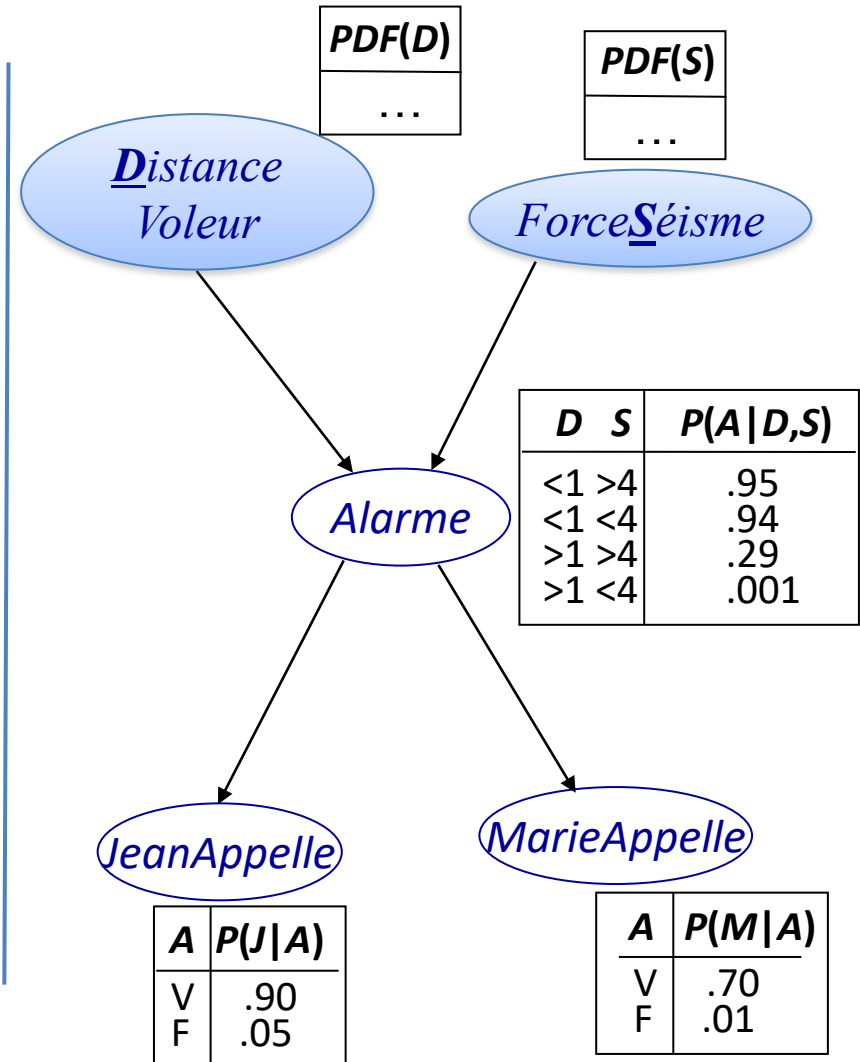 PDF(D)
...
PDF(S)
...
Distance
Voleur
ForceSéisme
D S P(A|D,S)
<1 >4 .95
<1 <4 .94
>1 >4 .29
>1 <4 .001
Alarme
JeanAppelle
MarieAppelle
A P(J|A)
V .90
F .05
A P(M|A)
V .70
F .01